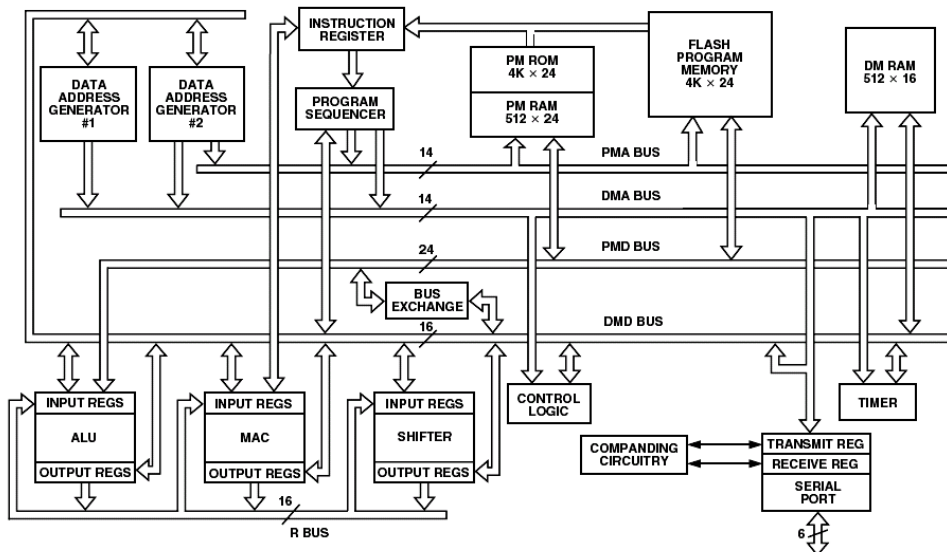 INSTRUCTION
REGISTER
DATA
ADDRESS
GENERATOR
#1
DATA
ADDRESS
GENERATOR
#2
PROGRAM
SEQUENCER
PM ROM
4K × 24
PM RAM
512 × 24
FLASH
PROGRAM
MEMORY
4K × 24
DM RAM
512 × 16
14
PMA BUS
14
DMA BUS
24
PMD BUS
BUS
EXCHANGE
16
DMD BUS
INPUT REGS
ALU
OUTPUT REGS
INPUT REGS
MAC
OUTPUT REGS
INPUT REGS
SHIFTER
OUTPUT REGS
16
R BUS
CONTROL
LOGIC
TIMER
COMPANDING
CIRCUITRY
TRANSMIT REG
RECEIVE REG
SERIAL
PORT
6